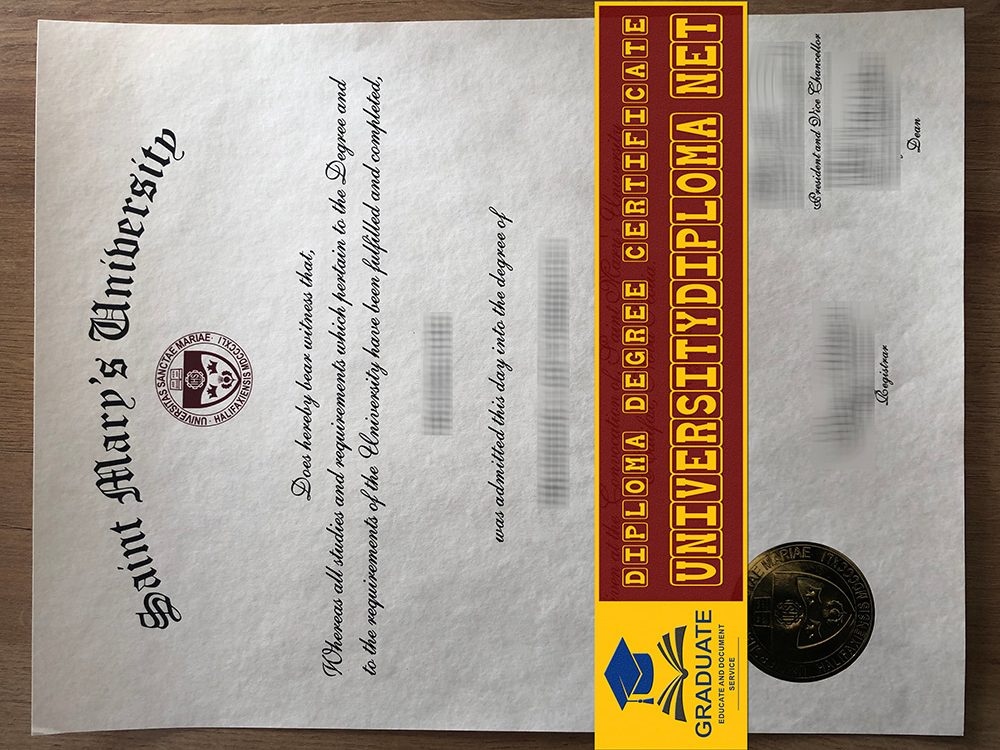 Saint Mary's University
UNIVERSITAS SANCTAE MARIAE · HALIFAXIENSIS MDCCCXLI
Does hereby bear witness that,
Whereas all studies and requirements which pertain to the Degree and
to the requirements of the University have been fulfilled and completed,
was admitted this day into the degree of
DIPLOMA DEGREE CERTIFICATE
UNIVERSITYDIPLOMA NET
GRADUATE
EDUCATE AND DOCUMENT
SERVICE
President and Vice Chancellor
Dean
Registrar